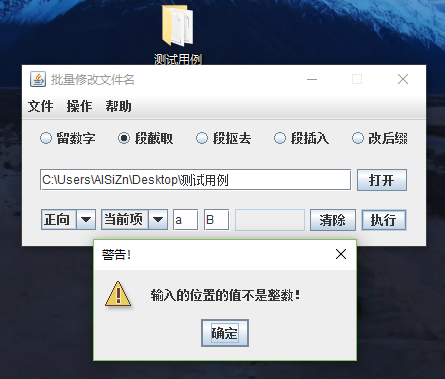 测试用例
批量修改文件名
文件 操作 帮助
留数字 段截取 段抠去 段插入 改后缀
C:\Users\AlSiZn\Desktop\测试用例 打开
正向 当前项 a B 清除 执行
警告!
输入的位置的值不是整数!
确定